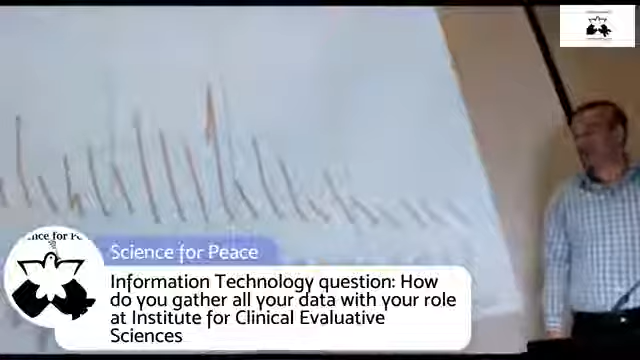 Science for Peace
Information Technology question: How
do you gather all your data with your role
at Institute for Clinical Evaluative
Sciences